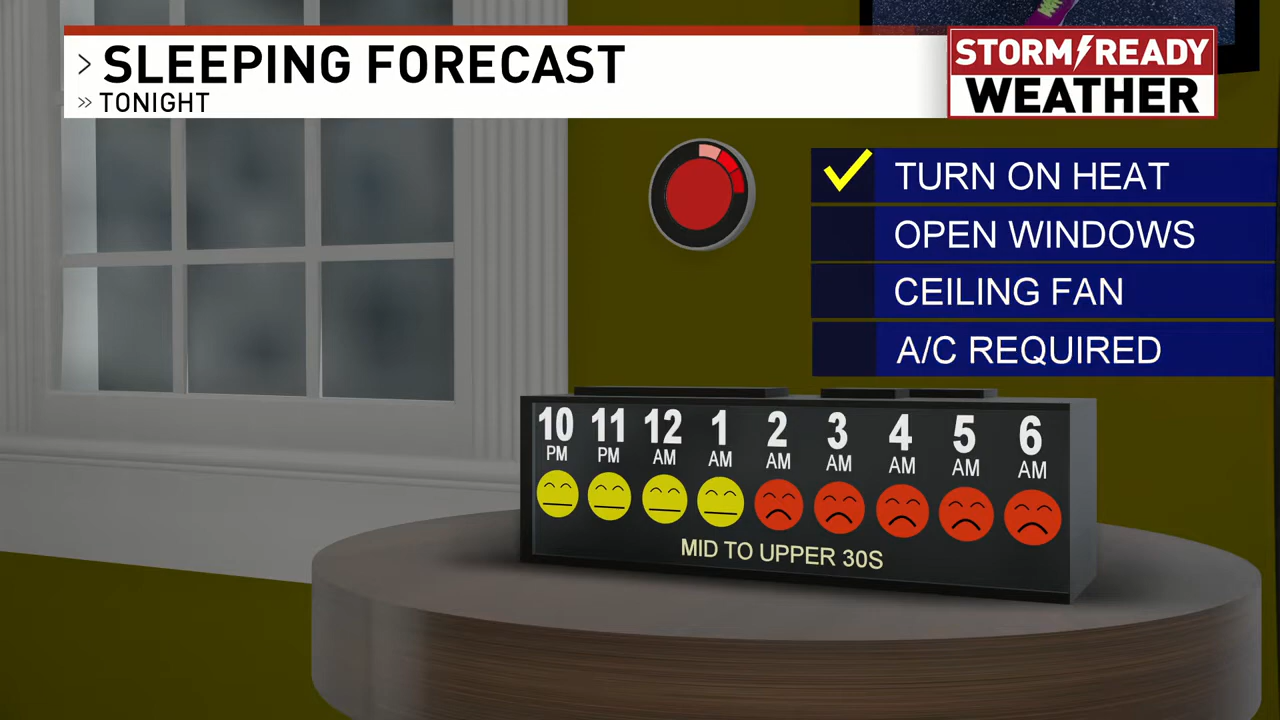 > SLEEPING FORECAST
» TONIGHT
STORM READY
WEATHER
TURN ON HEAT
OPEN WINDOWS
CEILING FAN
A/C REQUIRED
10 11 12 1 2 3 4 5 6
PM PM AM AM AM AM AM AM AM
MID TO UPPER 30S